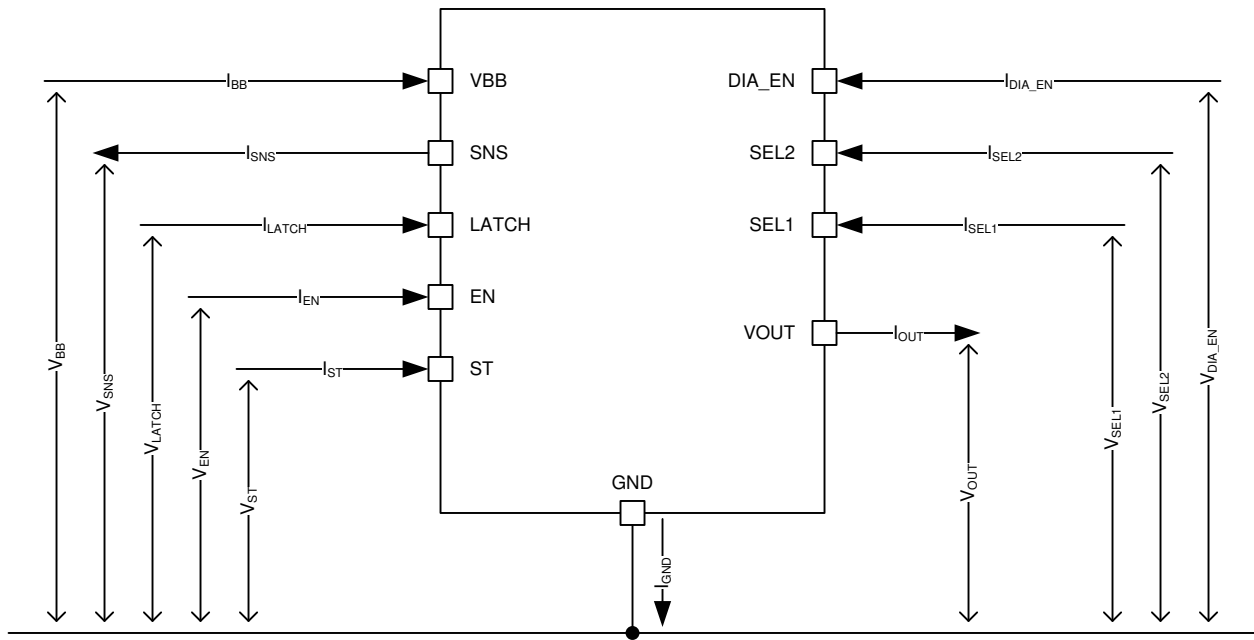 I_BB
VBB
DIA_EN
I_DIA_EN
I_SNS
SNS
SEL2
I_SEL2
I_LATCH
LATCH
SEL1
I_SEL1
I_EN
EN
VOUT
I_OUT
I_ST
ST
V_BB
V_SNS
V_LATCH
V_EN
V_ST
GND
I_GND
V_OUT
V_SEL1
V_SEL2
V_DIA_EN